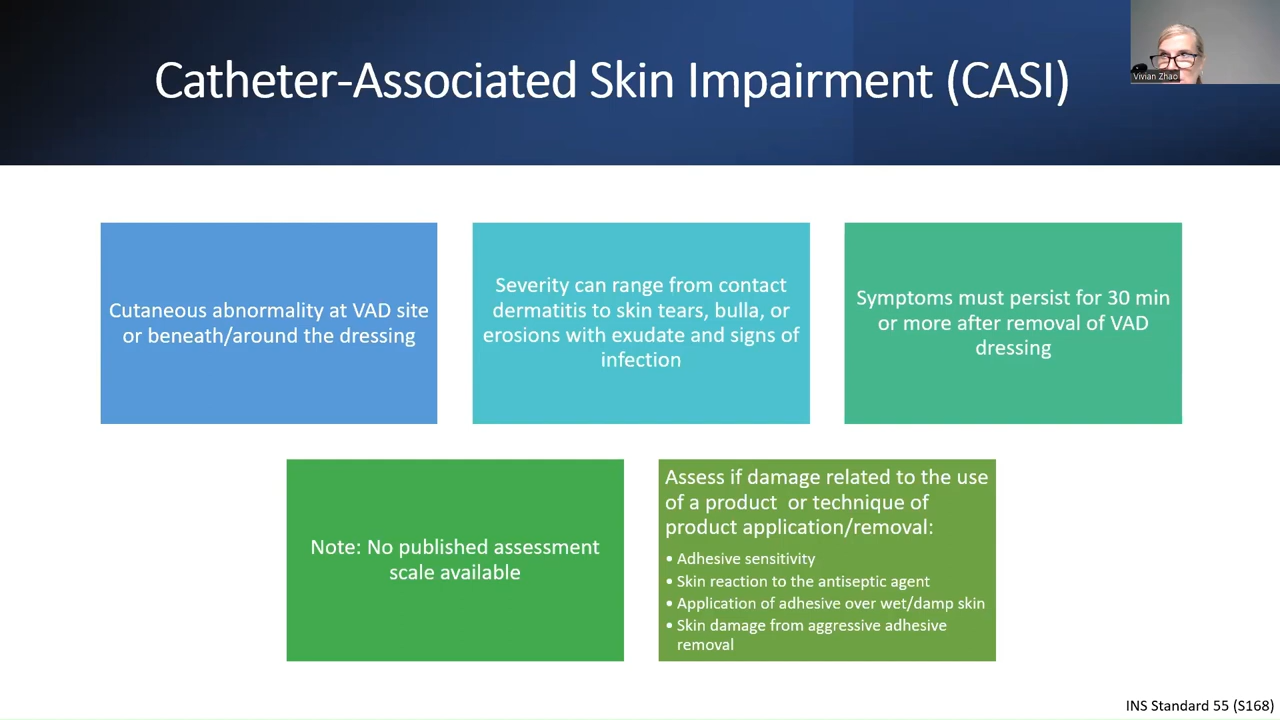 Catheter-Associated Skin Impairment (CASI)
Vivian Zhao
Cutaneous abnormality at VAD site
or beneath/around the dressing
Severity can range from contact
dermatitis to skin tears, bulla, or
erosions with exudate and signs of
infection
Symptoms must persist for 30 min
or more after removal of VAD
dressing
Note: No published assessment
scale available
Assess if damage related to the use
of a product  or technique of
product application/removal:
• Adhesive sensitivity
• Skin reaction to the antiseptic agent
• Application of adhesive over wet/damp skin
• Skin damage from aggressive adhesive
removal
INS Standard 55 (S168)